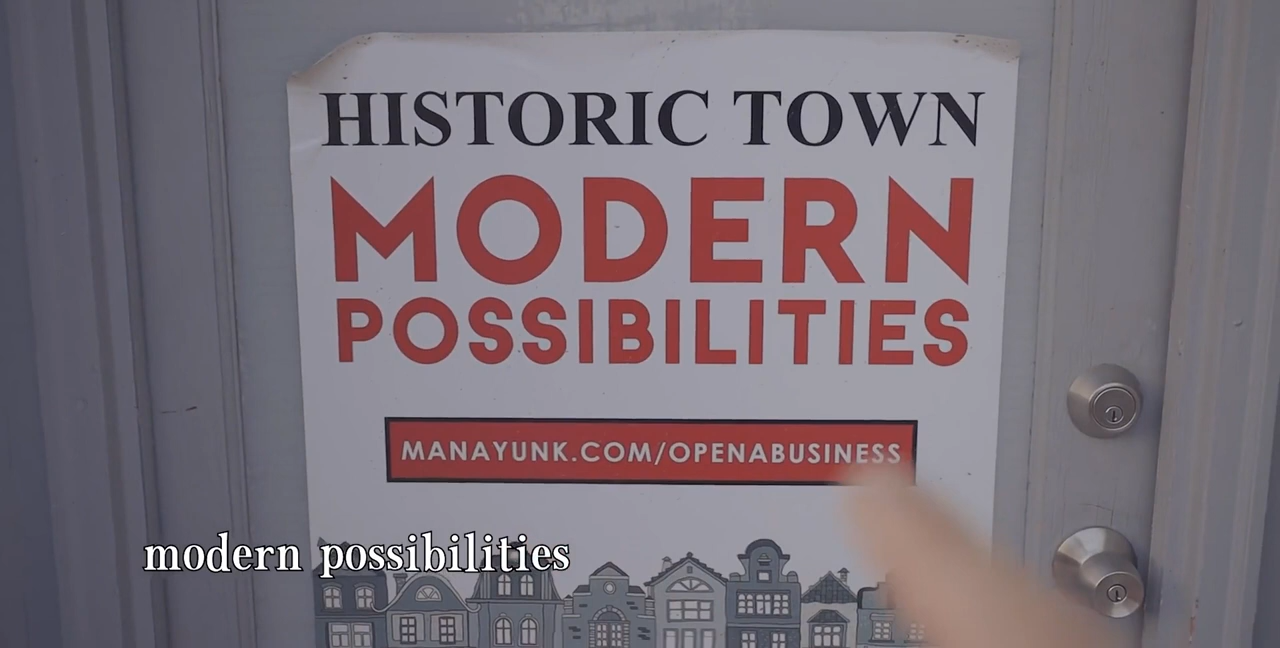 HISTORIC TOWN
MODERN
POSSIBILITIES
MANAYUNK.COM/OPENABUSINESS
modern possibilities